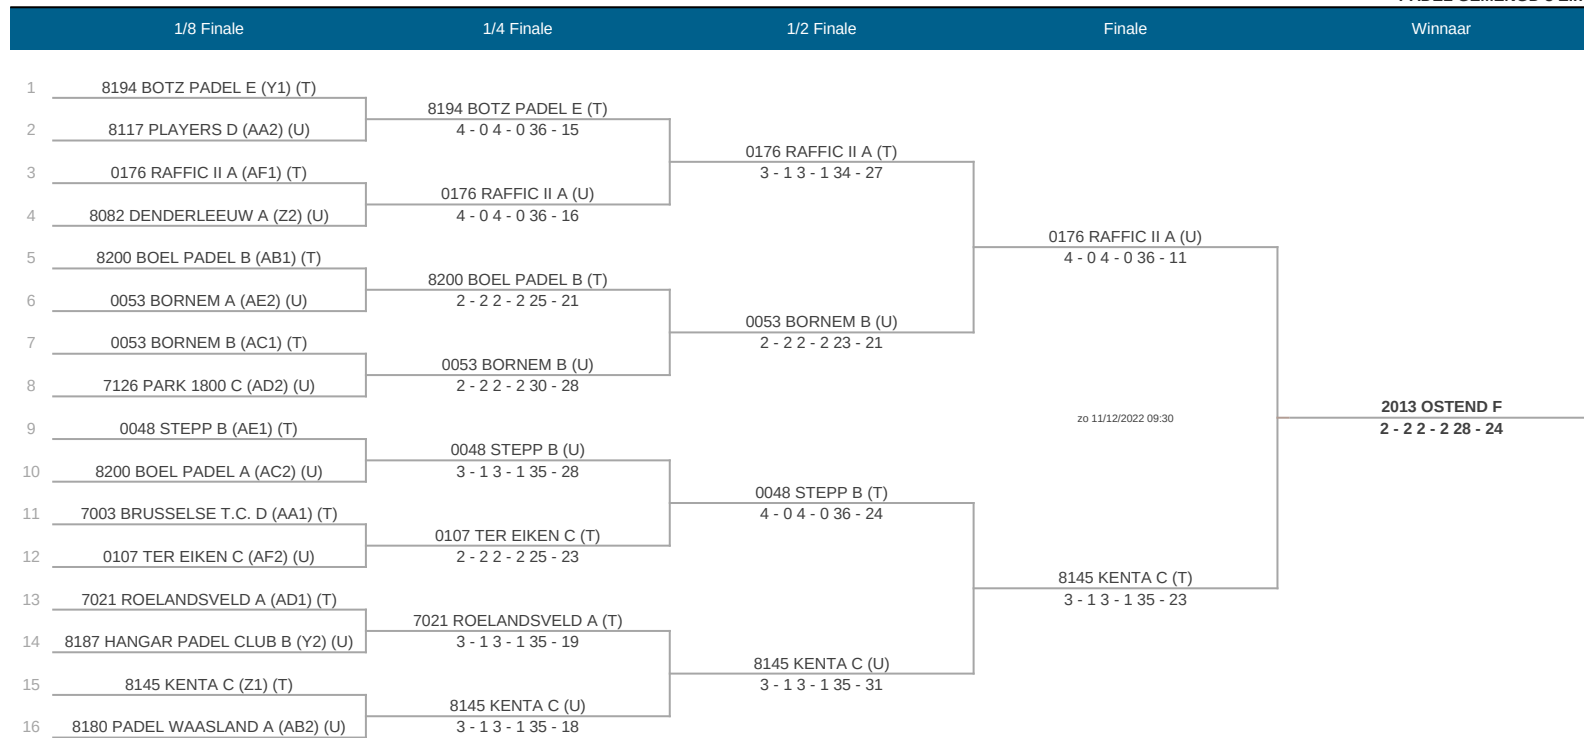 1/8 Finale 1/4 Finale 1/2 Finale Finale Winnaar
1 8194 BOTZ PADEL E (Y1) (T)
8194 BOTZ PADEL E (T)
2 8117 PLAYERS D (AA2) (U)
4 - 0 4 - 0 36 - 15
0176 RAFFIC II A (T)
3 0176 RAFFIC II A (AF1) (T)
3 - 1 3 - 1 34 - 27
0176 RAFFIC II A (U)
4 8082 DENDERLEEUW A (Z2) (U)
4 - 0 4 - 0 36 - 16
0176 RAFFIC II A (U)
5 8200 BOEL PADEL B (AB1) (T)
4 - 0 4 - 0 36 - 11
8200 BOEL PADEL B (T)
6 0053 BORNEM A (AE2) (U)
2 - 2 2 - 2 25 - 21
0053 BORNEM B (U)
7 0053 BORNEM B (AC1) (T)
2 - 2 2 - 2 23 - 21
0053 BORNEM B (U)
8 7126 PARK 1800 C (AD2) (U)
2 - 2 2 - 2 30 - 28
2013 OSTEND F
zo 11/12/2022 09:30
9 0048 STEPP B (AE1) (T)
2 - 2 2 - 2 28 - 24
0048 STEPP B (U)
10 8200 BOEL PADEL A (AC2) (U)
3 - 1 3 - 1 35 - 28
0048 STEPP B (T)
11 7003 BRUSSELSE T.C. D (AA1) (T)
4 - 0 4 - 0 36 - 24
0107 TER EIKEN C (T)
12 0107 TER EIKEN C (AF2) (U)
2 - 2 2 - 2 25 - 23
8145 KENTA C (T)
13 7021 ROELANDSVELD A (AD1) (T)
3 - 1 3 - 1 35 - 23
7021 ROELANDSVELD A (T)
14 8187 HANGAR PADEL CLUB B (Y2) (U)
3 - 1 3 - 1 35 - 19
8145 KENTA C (U)
15 8145 KENTA C (Z1) (T)
3 - 1 3 - 1 35 - 31
8145 KENTA C (U)
16 8180 PADEL WAASLAND A (AB2) (U)
3 - 1 3 - 1 35 - 18